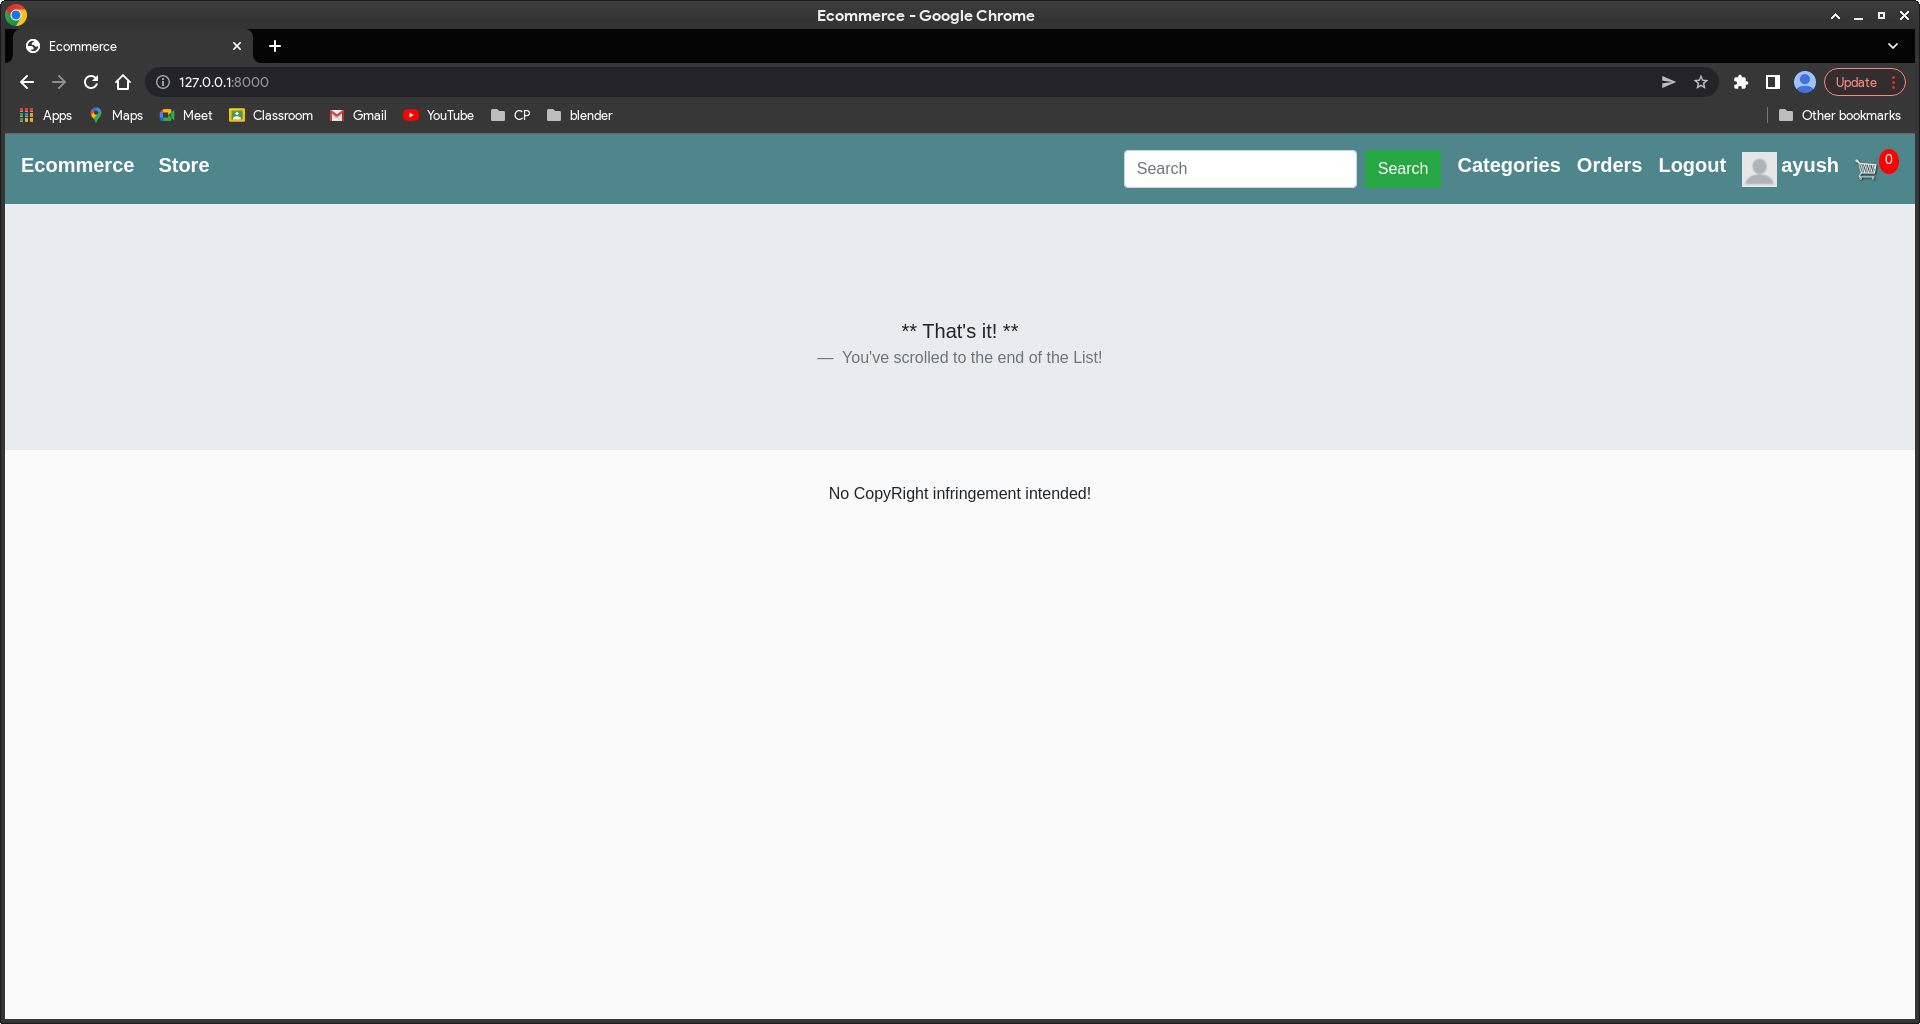 Ecommerce - Google Chrome
Ecommerce
127.0.0.1:8000
Update
Apps Maps Meet Classroom Gmail YouTube CP blender Other bookmarks
Ecommerce Store Search Search Categories Orders Logout ayush 0
** That's it! **
— You've scrolled to the end of the List!
No CopyRight infringement intended!